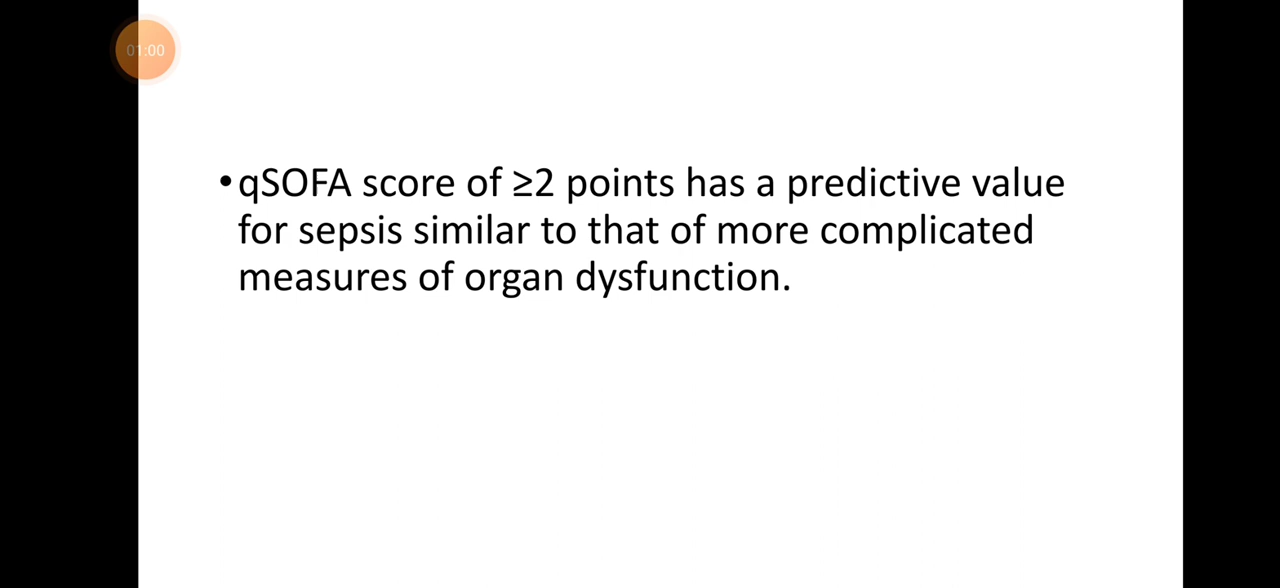 01:00
•qSOFA score of ≥2 points has a predictive value
for sepsis similar to that of more complicated
measures of organ dysfunction.